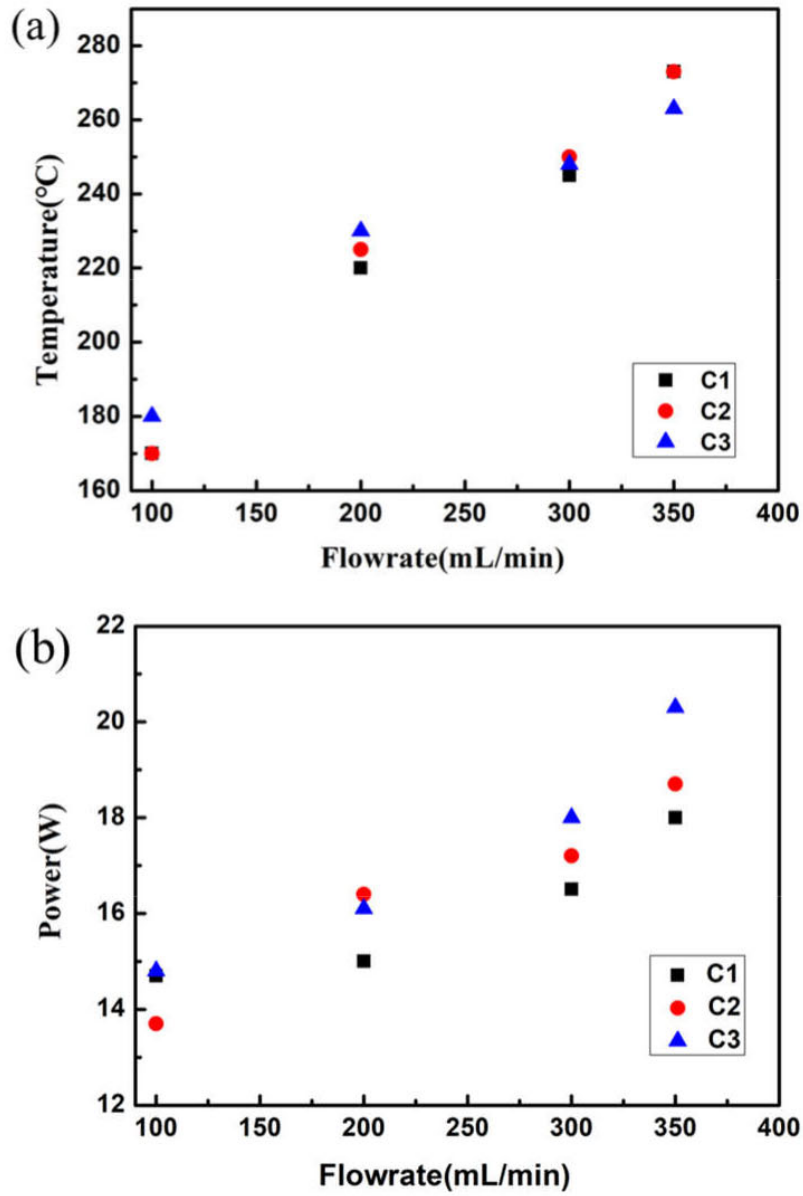 (a)
280
260
240
220
200
180
160
Temperature(℃)
100 150 200 250 300 350 400
Flowrate(mL/min)
C1
C2
C3
(b)
22
20
18
16
14
12
Power(W)
100 150 200 250 300 350 400
Flowrate(mL/min)
C1
C2
C3